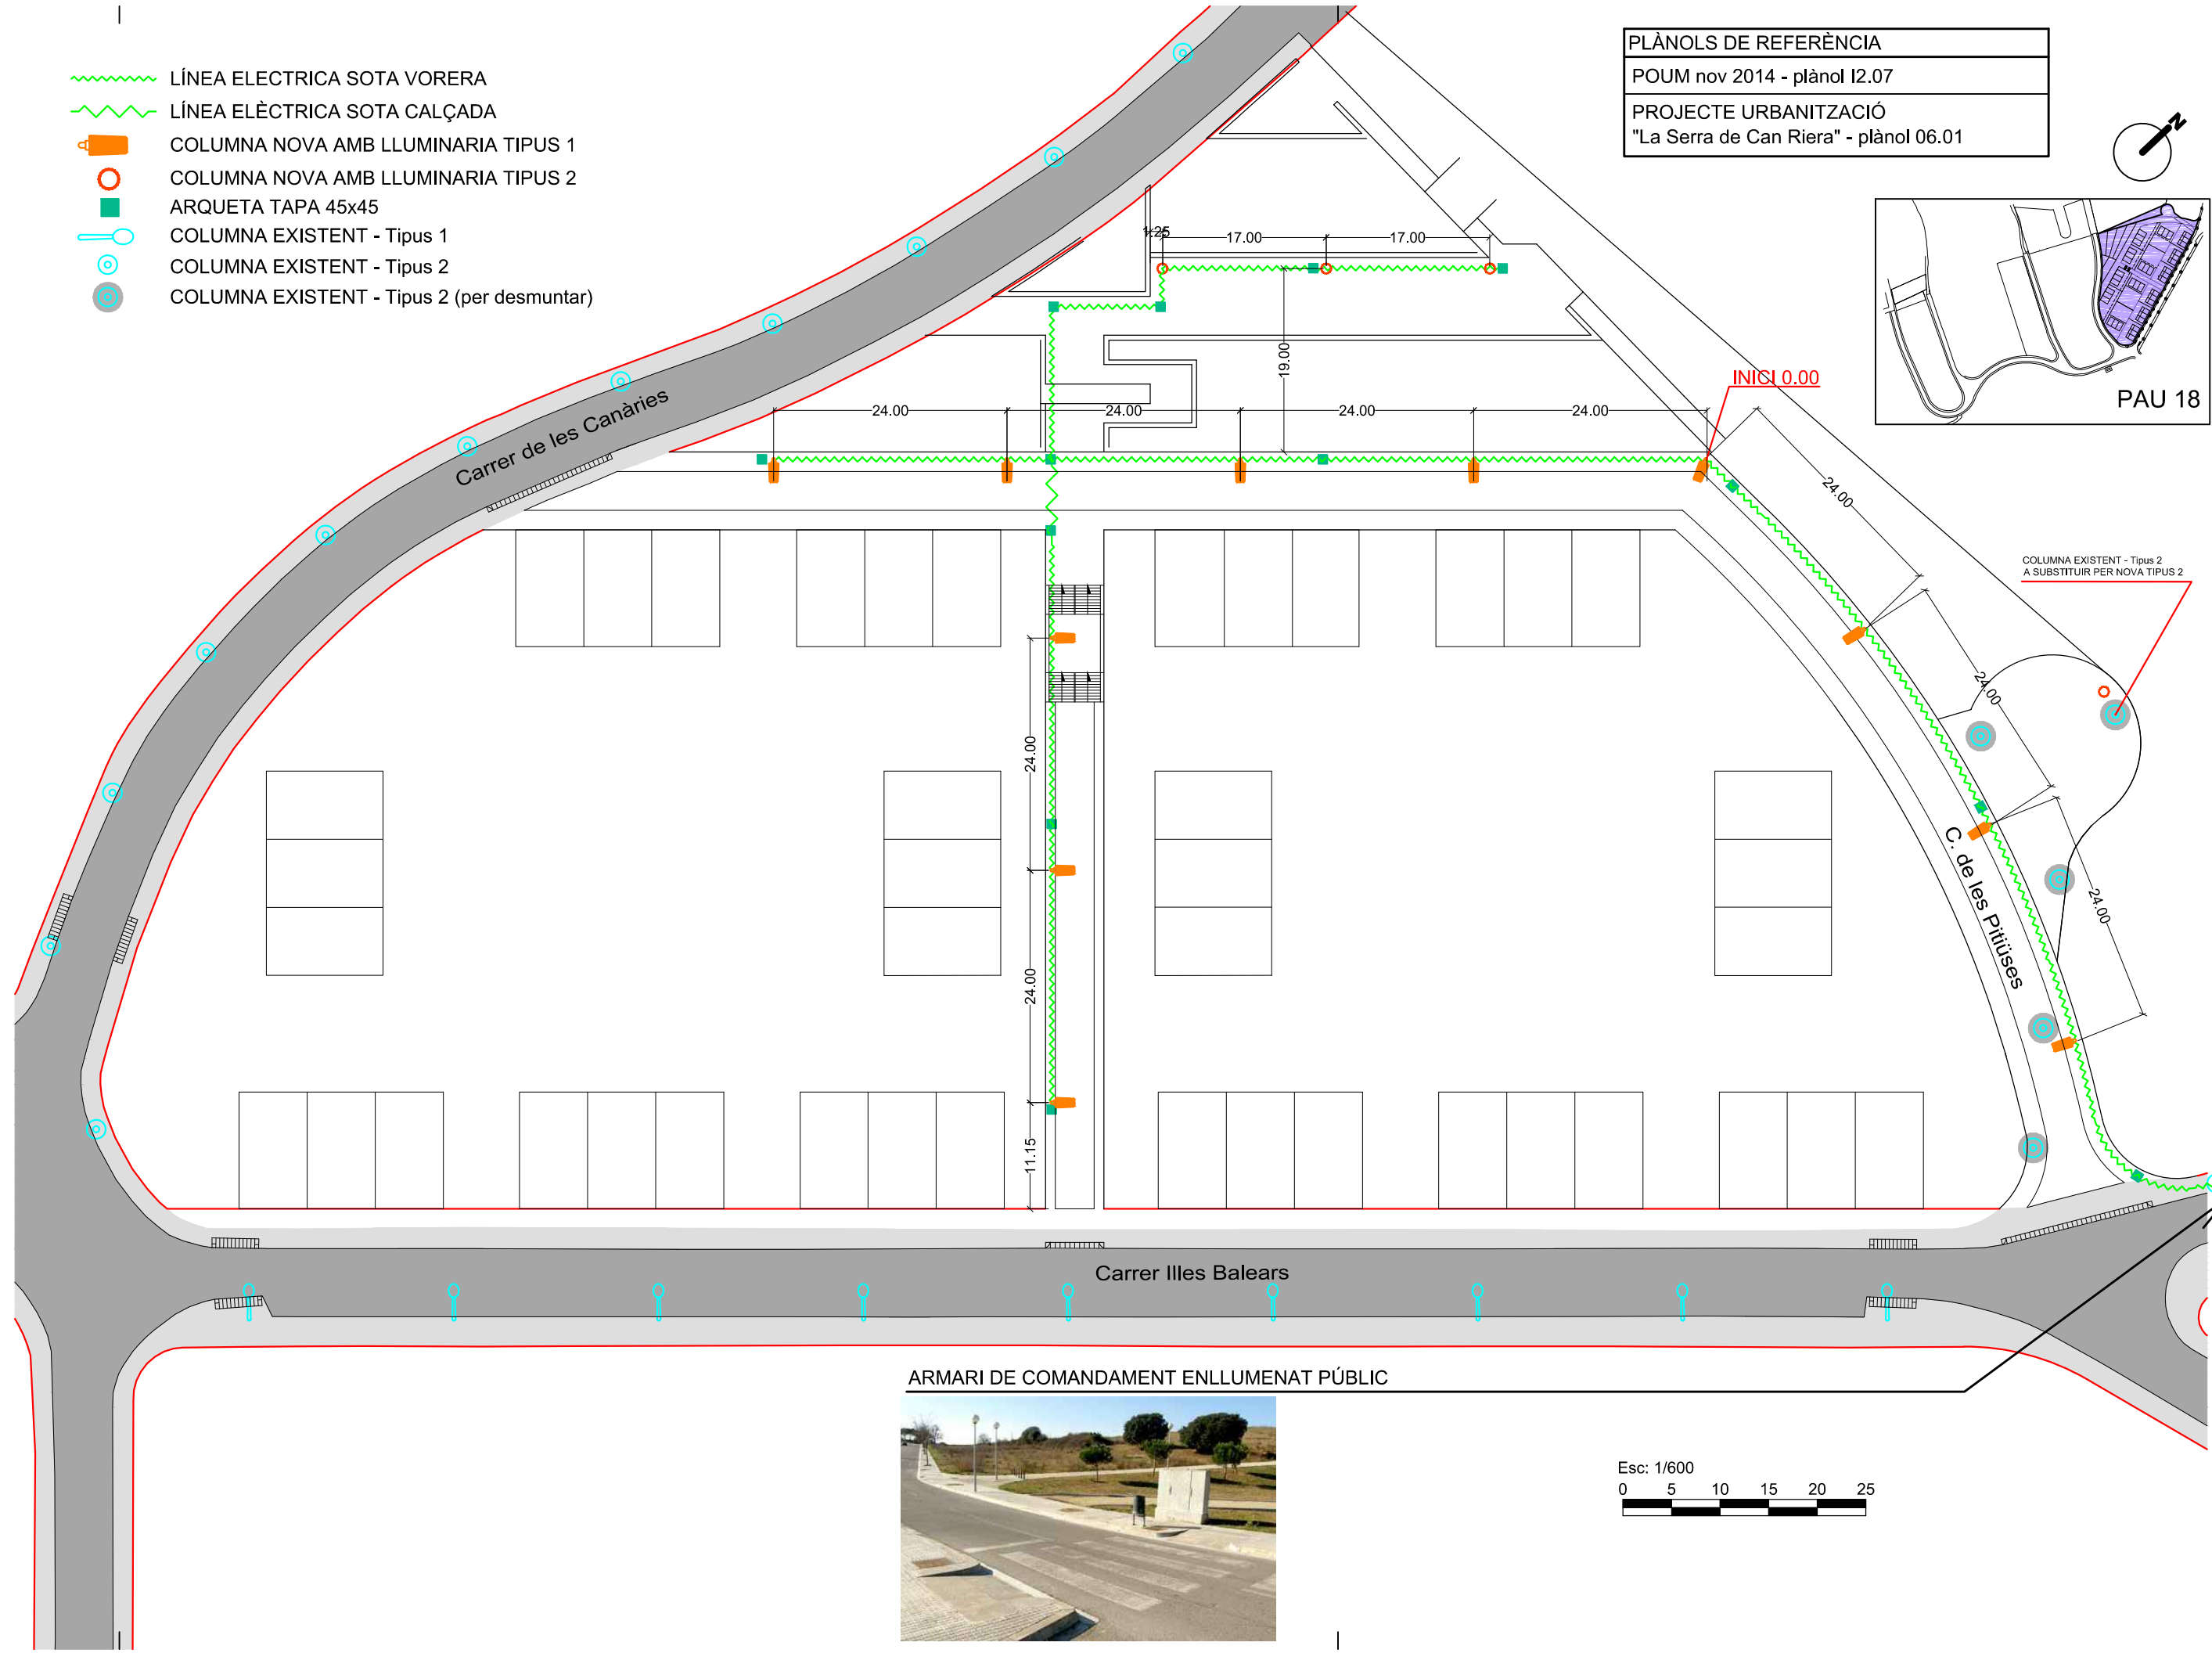 LÍNEA ELECTRICA SOTA VORERA
LÍNEA ELÈCTRICA SOTA CALÇADA
COLUMNA NOVA AMB LLUMINARIA TIPUS 1
COLUMNA NOVA AMB LLUMINARIA TIPUS 2
ARQUETA TAPA 45x45
COLUMNA EXISTENT - Tipus 1
COLUMNA EXISTENT - Tipus 2
COLUMNA EXISTENT - Tipus 2 (per desmuntar)
PLÀNOLS DE REFERÈNCIA
POUM nov 2014 - plànol I2.07
PROJECTE URBANITZACIÓ
"La Serra de Can Riera" - plànol 06.01
N
PAU 18
1.25
17.00
17.00
19.00
INICI 0.00
24.00
24.00
24.00
24.00
Carrer de les Canàries
24.00
COLUMNA EXISTENT - Tipus 2
A SUBSTITUIR PER NOVA TIPUS 2
24.00
24.00
24.00
24.00
11.15
C. de les Pitiüses
Carrer Illes Balears
ARMARI DE COMANDAMENT ENLLUMENAT PÚBLIC
Esc: 1/600
0 5 10 15 20 25